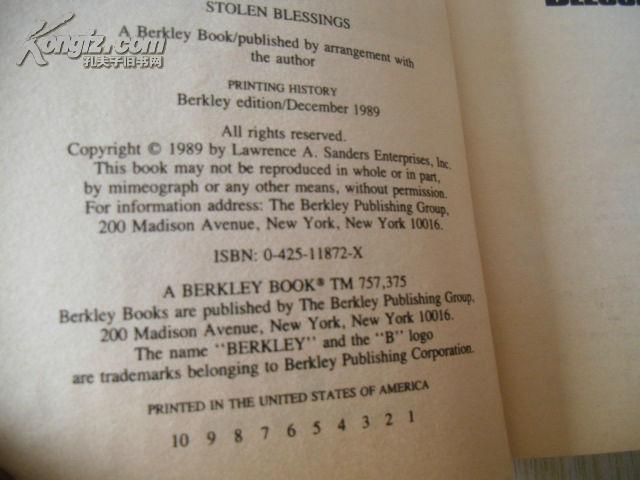 STOLEN BLESSINGS
A Berkley Book/published by arrangement with
the author
PRINTING HISTORY
Berkley edition/December 1989
All rights reserved.
Copyright © 1989 by Lawrence A. Sanders Enterprises, Inc.
This book may not be reproduced in whole or in part,
by mimeograph or any other means, without permission.
For information address: The Berkley Publishing Group,
200 Madison Avenue, New York, New York 10016.
ISBN: 0-425-11872-X
A BERKLEY BOOK® TM 757,375
Berkley Books are published by The Berkley Publishing Group,
200 Madison Avenue, New York, New York 10016.
The name "BERKLEY" and the "B" logo
are trademarks belonging to Berkley Publishing Corporation.
PRINTED IN THE UNITED STATES OF AMERICA
10 9 8 7 6 5 4 3 2 1
Kongfz.com
孔夫子旧书网